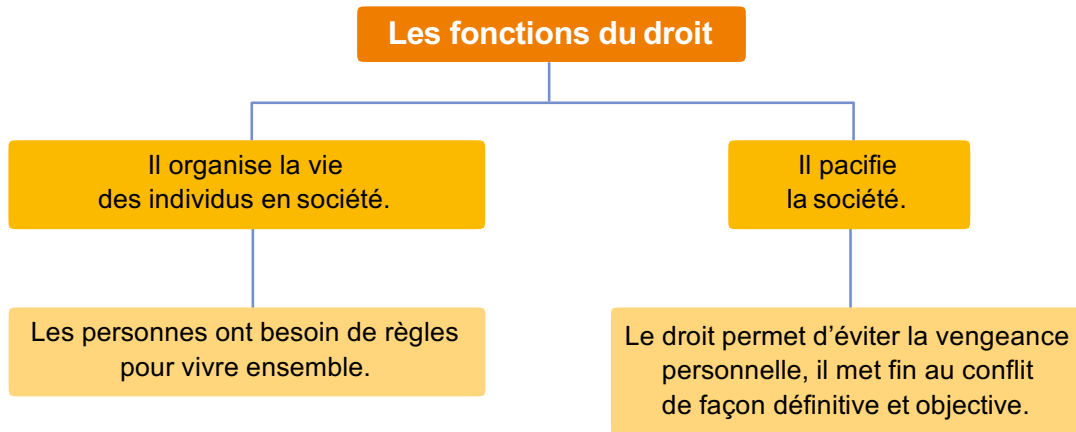 Les fonctions du droit
Il organise la vie
des individus en société.
Il pacifie
la société.
Les personnes ont besoin de règles
pour vivre ensemble.
Le droit permet d’éviter la vengeance
personnelle, il met fin au conflit
de façon définitive et objective.